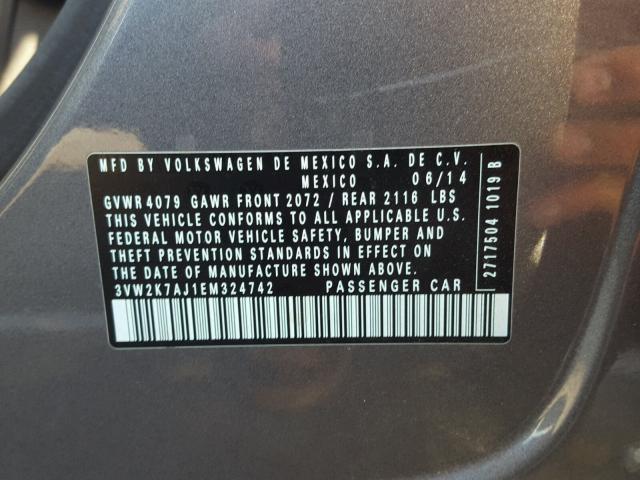 MFD BY VOLKSWAGEN DE MEXICO S.A. DE C.V.
MEXICO 06/14
GVWR 4079 GAWR FRONT 2072 / REAR 2116 LBS
THIS VEHICLE CONFORMS TO ALL APPLICABLE U.S.
FEDERAL MOTOR VEHICLE SAFETY, BUMPER AND
THEFT PREVENTION STANDARDS IN EFFECT ON
THE DATE OF MANUFACTURE SHOWN ABOVE.
3VW2K7AJ1EM324742 PASSENGER CAR
2717504 1019 B